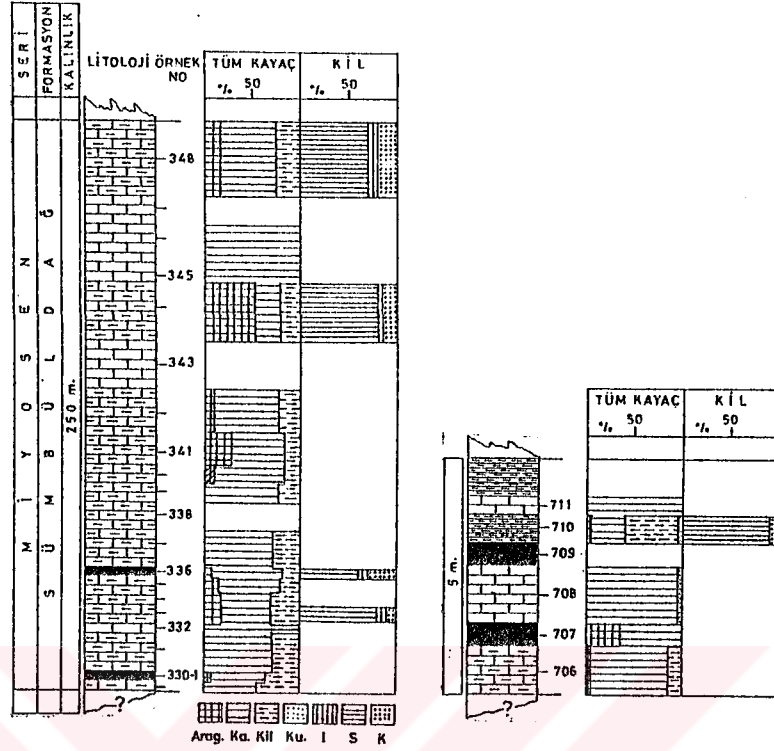 SERİ
FORMASYON
KALINLIK
LİTOLOJİ
ÖRNEK NO
TÜM KAYAÇ
% 50
KİL
% 50
MİYOSEN
SÜMBÜLDAĞ
250 m.
348
345
343
341
338
336
332
330-1
?
Arag. Ka. Kil Ku. I S K
TÜM KAYAÇ
% 50
KİL
% 50
5 m.
711
710
709
708
707
706
?